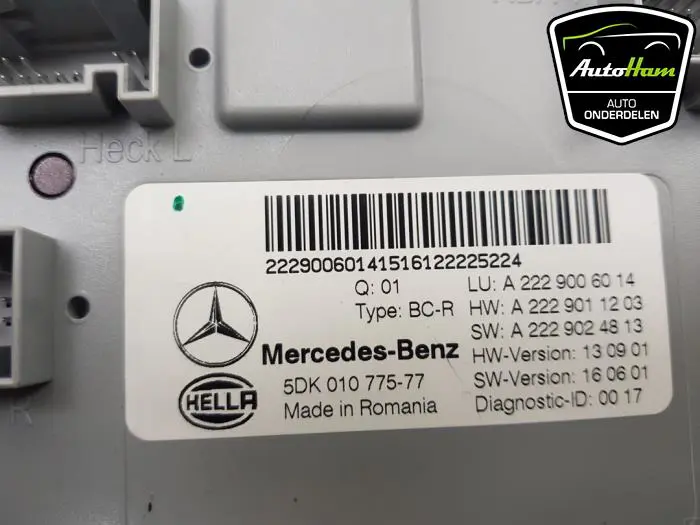 AutoHam
AUTO
ONDERDELEN
Heck L
2229006014151612225224
Q: 01
Type: BC-R
Mercedes-Benz
HELLA
5DK 010 775-77
Made in Romania
LU: A 222 900 60 14
HW: A 222 901 12 03
SW: A 222 902 48 13
HW-Version: 13 09 01
SW-Version: 16 06 01
Diagnostic-ID: 00 17